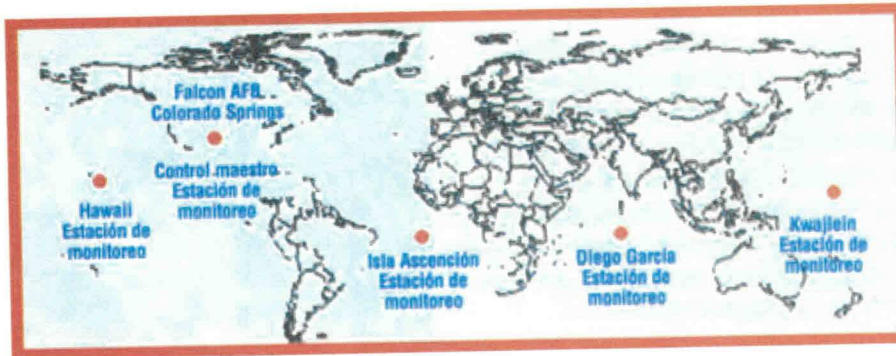 Falcon AFB.
Colorado Springs
Control maestro
Estación de
monitoreo
Hawaii
Estación de
monitoreo
Isla Ascención
Estación de
monitoreo
Diego García
Estación de
monitoreo
Kwajlein
Estación de
monitoreo